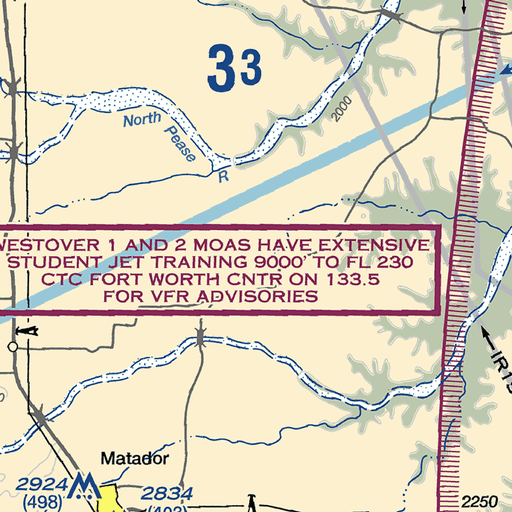 33
2000
North
Pease
R
WESTOVER 1 AND 2 MOAS HAVE EXTENSIVE
STUDENT JET TRAINING 9000' TO FL 230
CTC FORT WORTH CNTR ON 133.5
FOR VFR ADVISORIES
Matador
2924
(498)
2834
2250